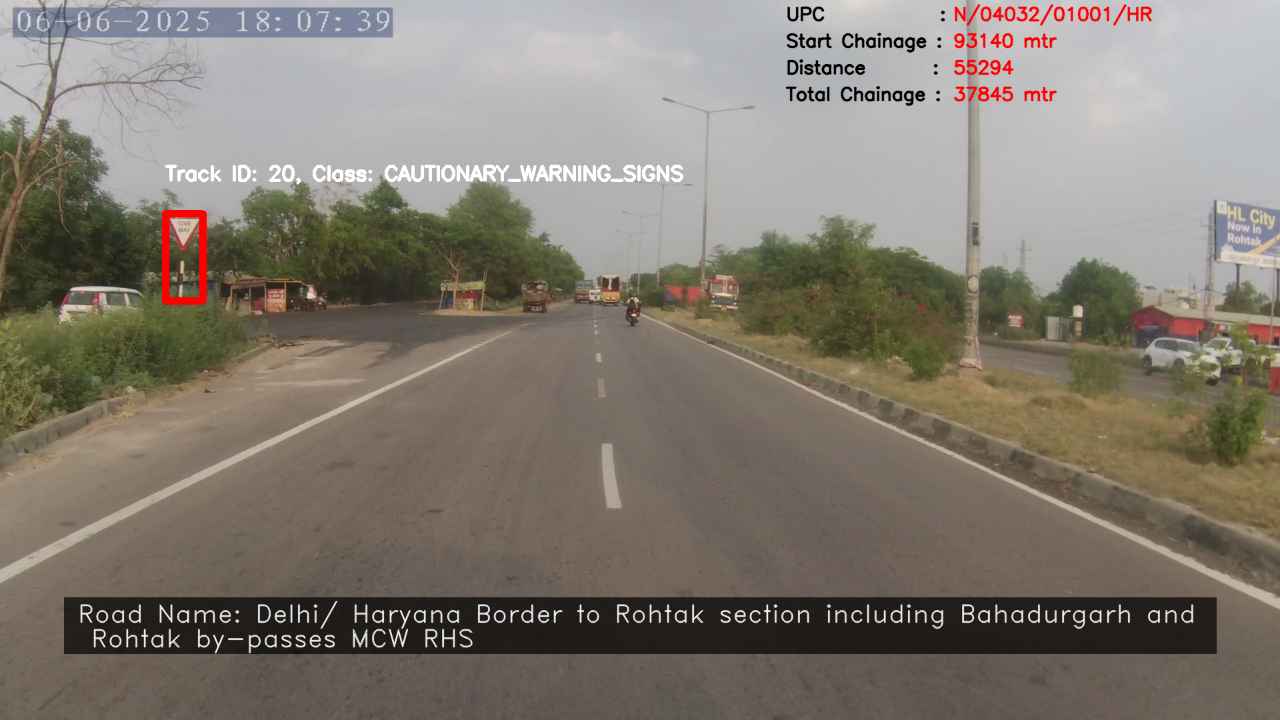 06-06-2025 18:07:39
UPC : N/04032/01001/HR
Start Chainage : 93140 mtr
Distance : 55294
Total Chainage : 37845 mtr
Track ID: 20, Class: CAUTIONARY_WARNING_SIGNS
GIVE
WAY
HL City
Now in
Rohtak
Road Name: Delhi/ Haryana Border to Rohtak section including Bahadurgarh and
Rohtak by-passes MCW RHS